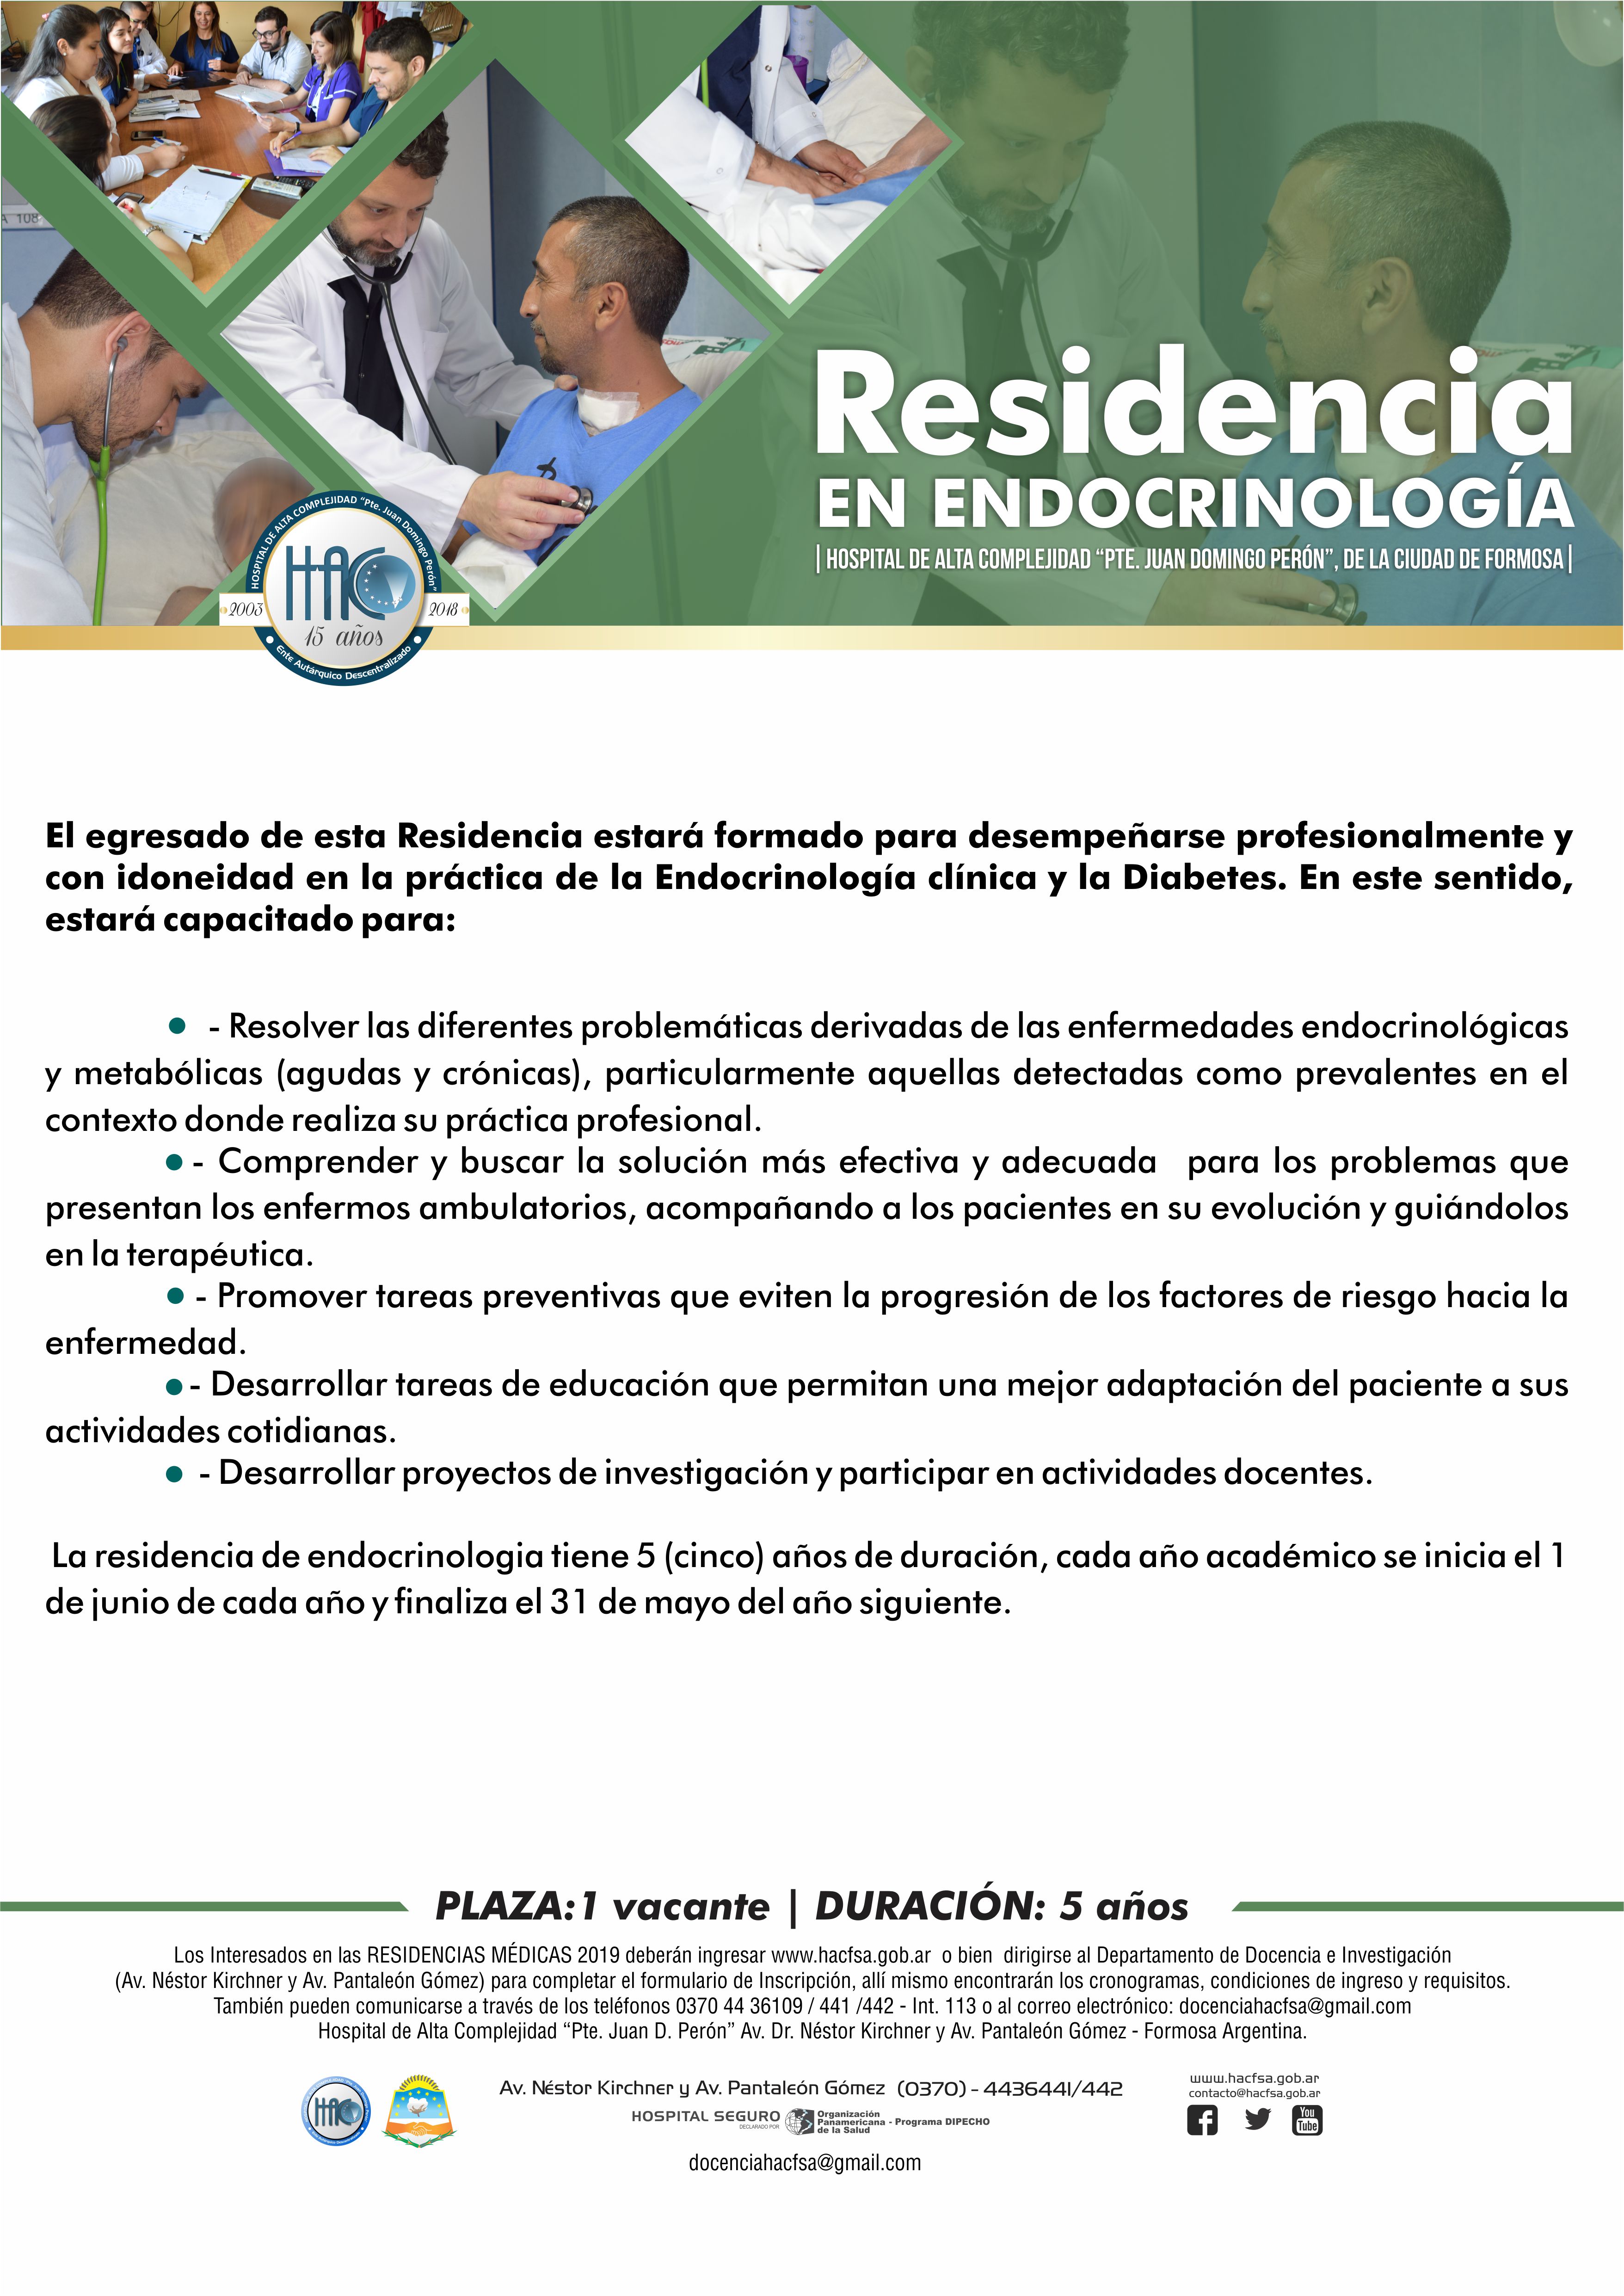 A 108
Residencia
EN ENDOCRINOLOGÍA
| HOSPITAL DE ALTA COMPLEJIDAD “PTE. JUAN DOMINGO PERÓN”, DE LA CIUDAD DE FORMOSA |
HOSPITAL DE ALTA COMPLEJIDAD “Pte. Juan Domingo Perón”
HAC
2003 2018
15 años
Ente Autárquico Descentralizado
El egresado de esta Residencia estará formado para desempeñarse profesionalmente y
con idoneidad en la práctica de la Endocrinología clínica y la Diabetes. En este sentido,
estará capacitado para:
● - Resolver las diferentes problemáticas derivadas de las enfermedades endocrinológicas
y metabólicas (agudas y crónicas), particularmente aquellas detectadas como prevalentes en el
contexto donde realiza su práctica profesional.
● - Comprender y buscar la solución más efectiva y adecuada para los problemas que
presentan los enfermos ambulatorios, acompañando a los pacientes en su evolución y guiándolos
en la terapéutica.
● - Promover tareas preventivas que eviten la progresión de los factores de riesgo hacia la
enfermedad.
● - Desarrollar tareas de educación que permitan una mejor adaptación del paciente a sus
actividades cotidianas.
● - Desarrollar proyectos de investigación y participar en actividades docentes.
La residencia de endocrinologia tiene 5 (cinco) años de duración, cada año académico se inicia el 1
de junio de cada año y finaliza el 31 de mayo del año siguiente.
PLAZA:1 vacante | DURACIÓN: 5 años
Los Interesados en las RESIDENCIAS MÉDICAS 2019 deberán ingresar www.hacfsa.gob.ar o bien dirigirse al Departamento de Docencia e Investigación
(Av. Néstor Kirchner y Av. Pantaleón Gómez) para completar el formulario de Inscripción, allí mismo encontrarán los cronogramas, condiciones de ingreso y requisitos.
También pueden comunicarse a través de los teléfonos 0370 44 36109 / 441 /442 - Int. 113 o al correo electrónico: docenciahacfsa@gmail.com
Hospital de Alta Complejidad “Pte. Juan D. Perón” Av. Dr. Néstor Kirchner y Av. Pantaleón Gómez - Formosa Argentina.
HAC
Av. Néstor Kirchner y Av. Pantaleón Gómez (0370) - 4436441/442
HOSPITAL SEGURO
DECLARADO POR
Organización
Panamericana - Programa DIPECHO
de la Salud
www.hacfsa.gob.ar
contacto@hacfsa.gob.ar
You
Tube
docenciahacfsa@gmail.com